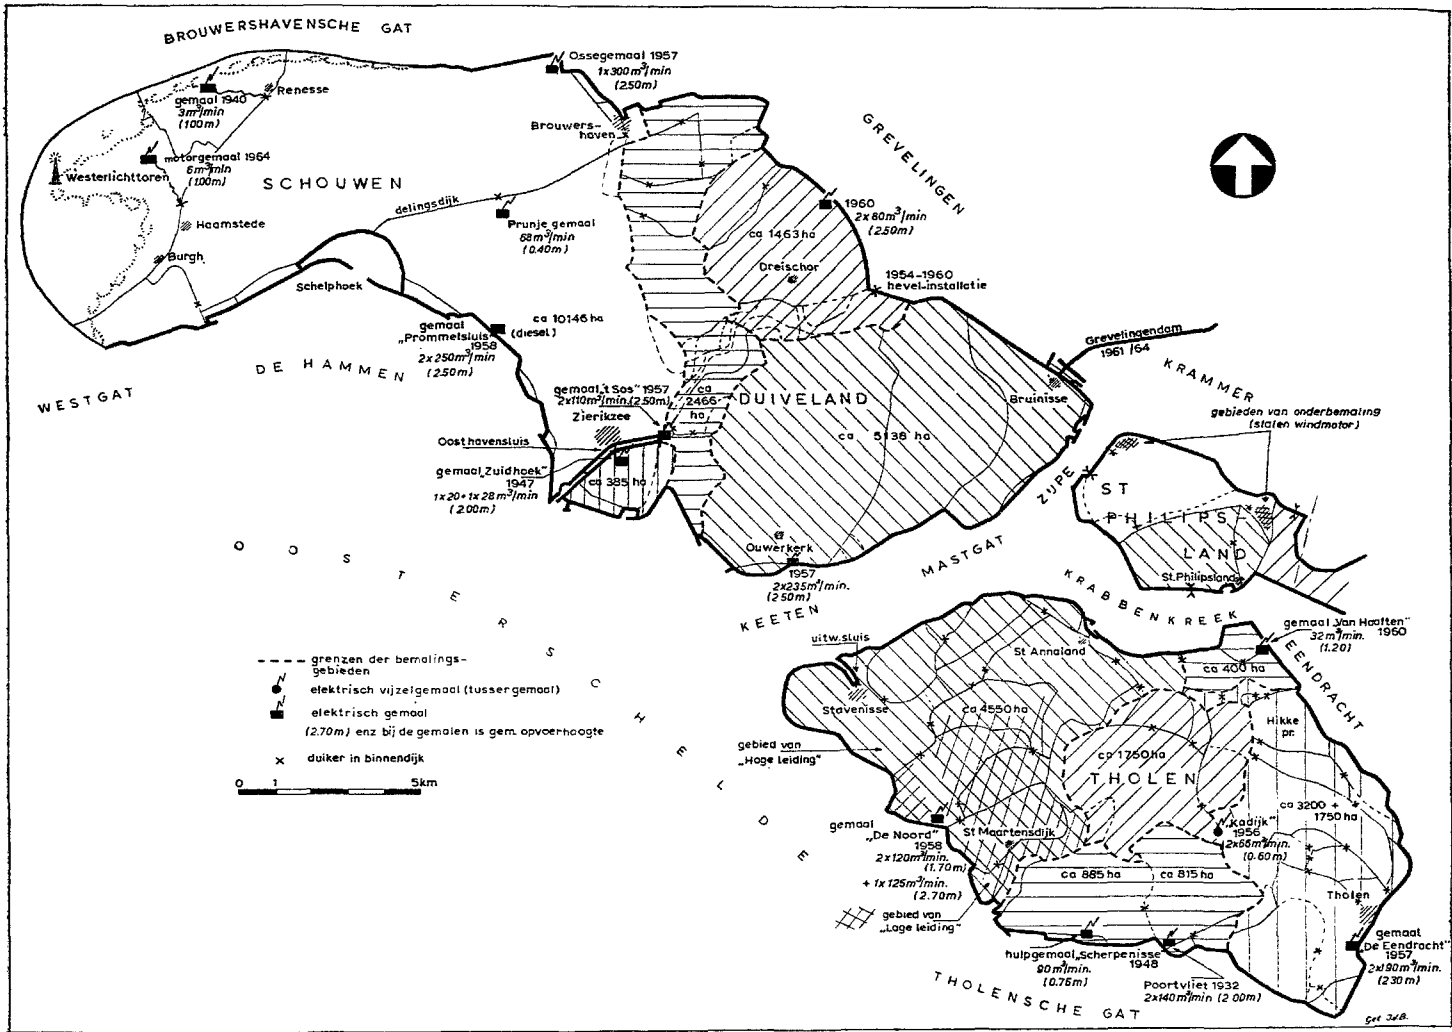 BROUWERSHAVENSCHE GAT
Ossegemaal 1957
1x300m³/min
(2.50m)
gemaal 1940
3m³/min
(1.00m)
Renesse
Brouwers-
haven
GREVELINGEN
motorgemaal 1964
6m³/min
(1.00m)
Westerlichttoren
SCHOUWEN
delingsdijk
Prunje gemaal
68m³/min
(0.40m)
1960
2x80m³/min
(2.50m)
ca 1463 ha
Haamstede
Burgh
Dreischor
1954-1960
hevel-installatie
Schelphoek
ca 10146 ha
gemaal
„Prommelsluis"
(diesel)
1958
2x250m³/min
(2.50m)
Grevelingendam
1961/64
DE HAMMEN
WESTGAT
KRAMMER
gemaal „'t Sos" 1957
2x110m³/min.(2.50m)
Zierikzee
ca
2466
ha
DUIVELAND
Bruinisse
gebieden van onderbemaling
(stalen windmotor)
Oosthavensluis
ca 5138 ha
gemaal „Zuidhoek"
1947
1x20+1x28m³/min
(2.00m)
ca 385 ha
ZIJPE
ST
PHILIPS-
LAND
St.Philipsland
OOSTERSCHELDE
Ouwerkerk
1957
2x235m³/min.
(2.50m)
MASTGAT
KEETEN
KRABBENKREEK
gemaal „Van Haaften"
32m³/min. 1960
(1.20)
EENDRACHT
uitw.sluis
St Annaland
ca 400 ha
---- grenzen der bemalings-
gebieden
elektrisch vijzelgemaal (tussengemaal)
elektrisch gemaal
(2.70m) enz bij de gemalen is gem. opvoerhoogte
x duiker in binnendijk
0 1 5km
Stavenisse
ca 4550 ha
Hikke
pr.
gebied van
„Hoge leiding"
ca 1750 ha
THOLEN
ca 3200 +
1750 ha
gemaal
„De Noord"
1958
2x120m³/min.
(1.70m)
+ 1x125m³/min.
(2.70m)
St Maartensdijk
„Kadijk"
1956
2x65m³/min.
(0.60m)
ca 885 ha
ca 815 ha
Tholen
gebied van
„Lage leiding"
hulpgemaal „Scherpenisse"
1948
90m³/min.
(0.76m)
Poortvliet 1932
2x140m³/min (2.00m)
gemaal
„De Eendracht"
1957
2x190m³/min.
(2.30m)
THOLENSCHE GAT
Get. J.d.B.